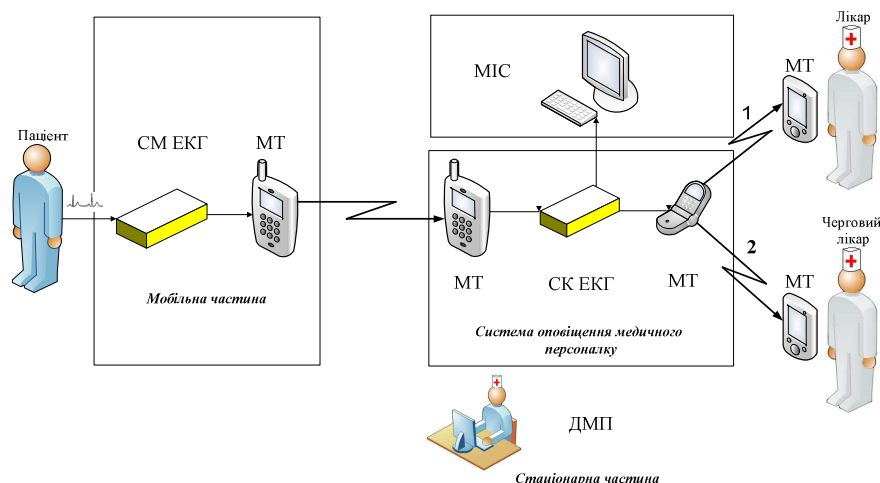 Пацієнт
СМ ЕКГ
МТ
Мобільна частина
МІС
МТ
СК ЕКГ
МТ
Система оповіщення медичного
персоналку
1
2
Лікар
МТ
Черговий
лікар
МТ
ДМП
Стаціонарна частина